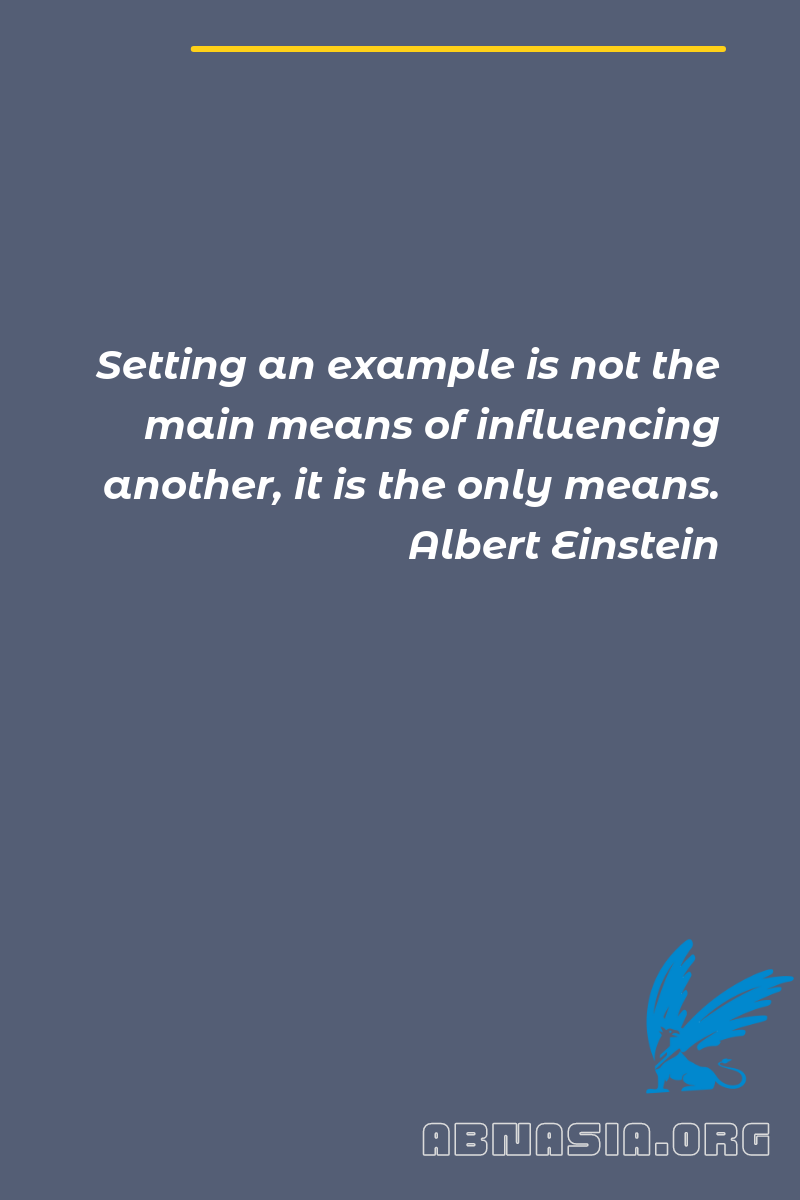 Setting an example is not the
main means of influencing
another, it is the only means.
Albert Einstein
ABNASIA.ORG